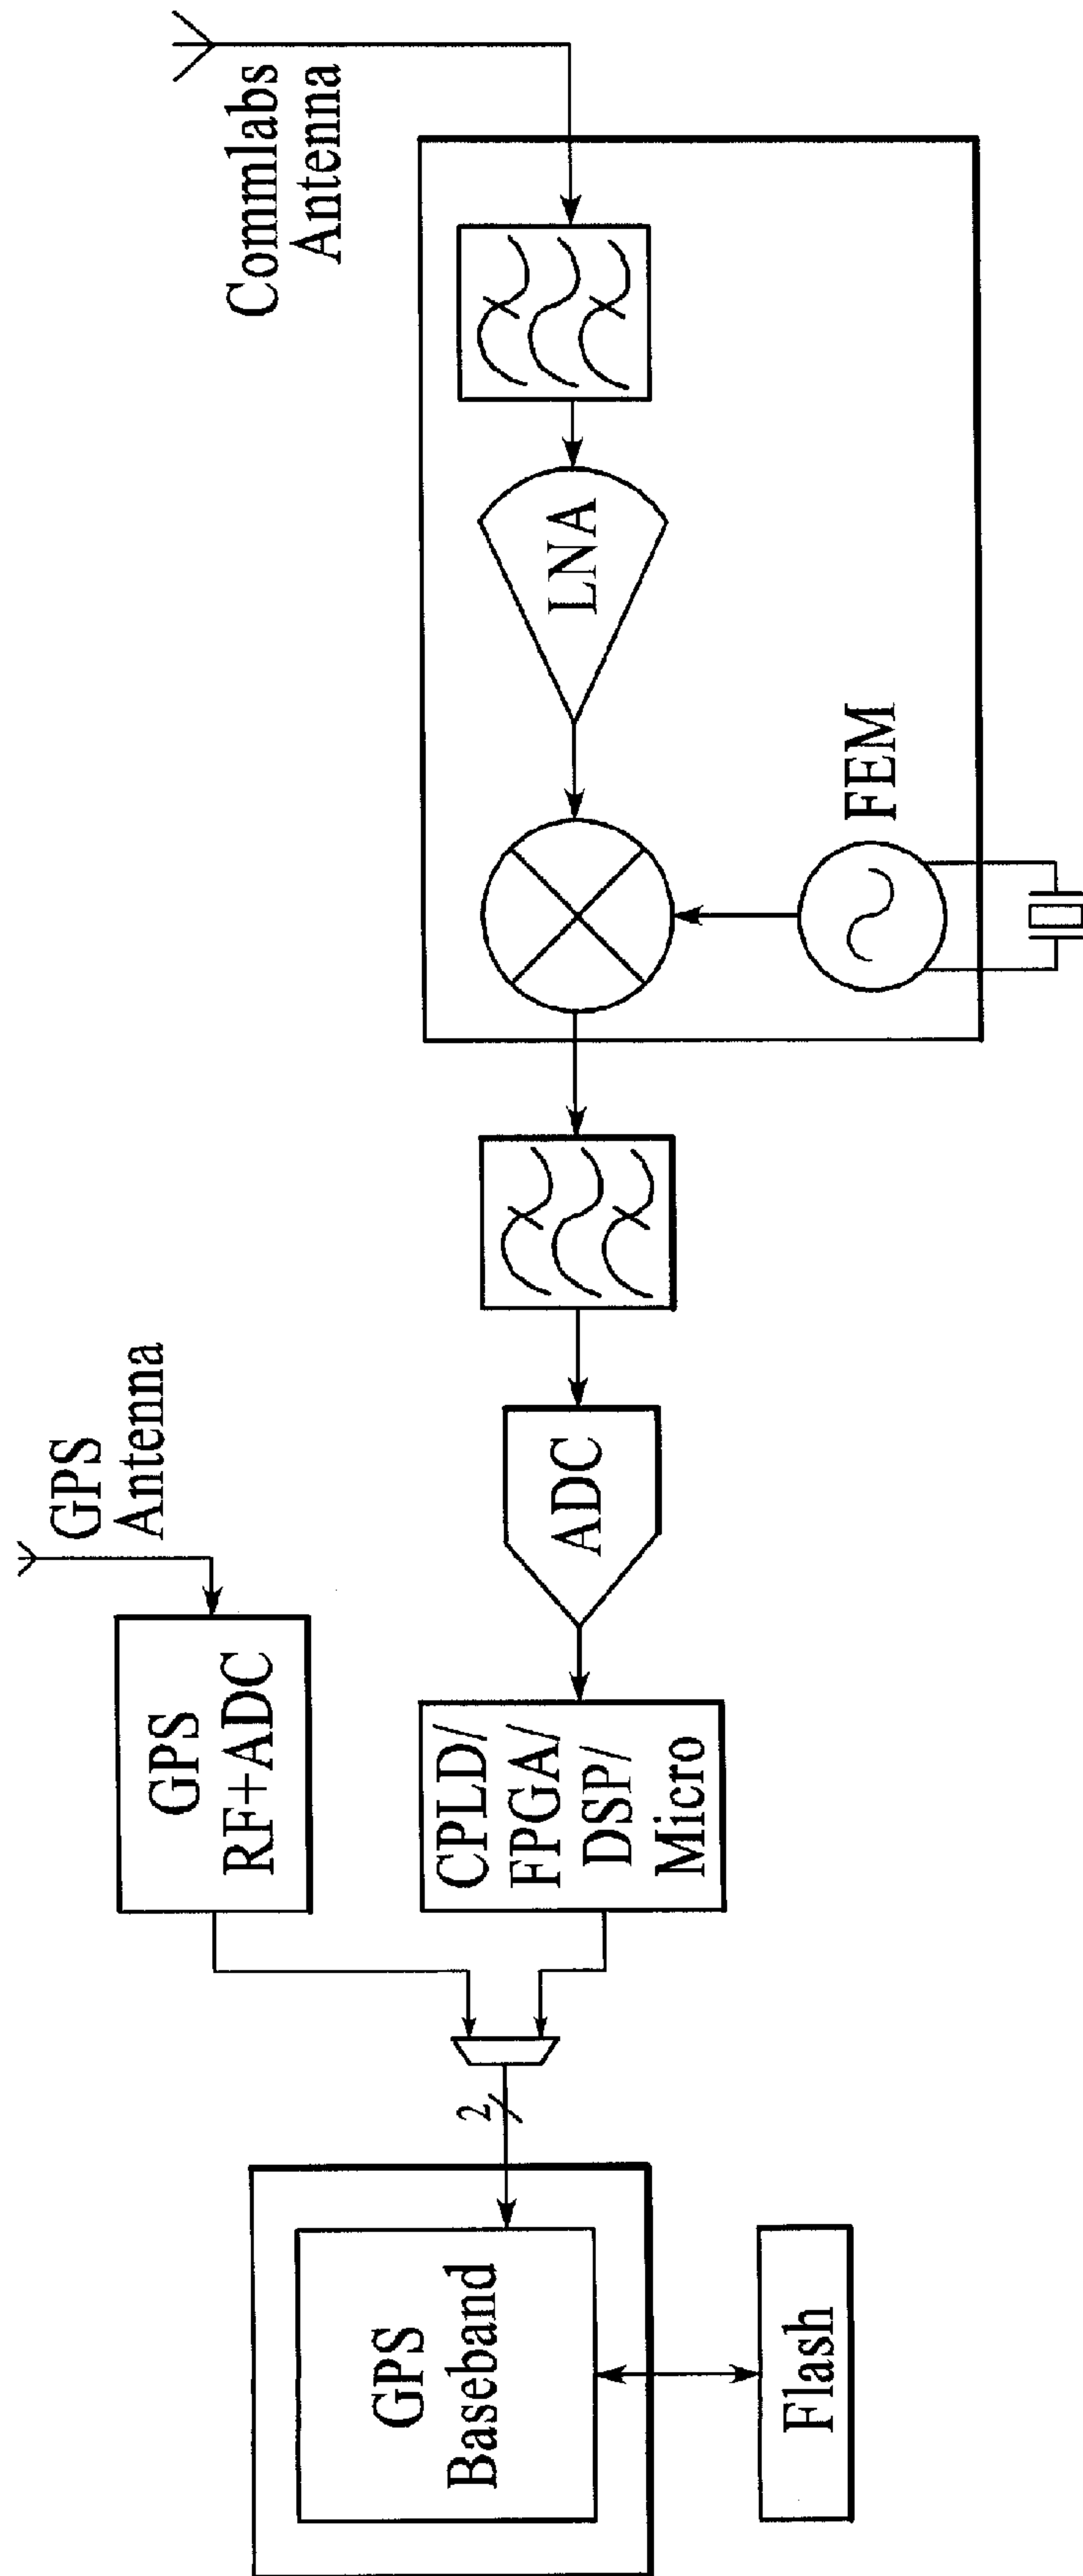 GPS
Baseband
Flash
2
GPS
RF+ADC
GPS
Antenna
CPLD/
FPGA/
DSP/
Micro
ADC
FEM
LNA
Commlabs
Antenna